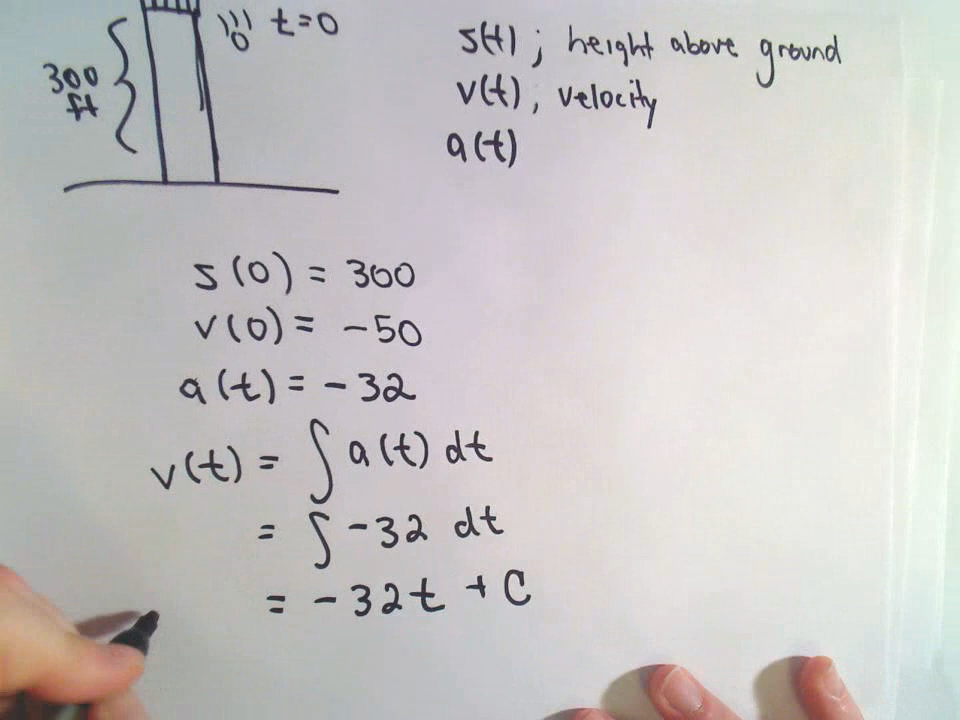 300 ft
t=0
s(t) ; height above ground
v(t) ; velocity
a(t)
s(0) = 300
v(0) = -50
a(t) = -32
v(t) = ∫ a(t) dt
= ∫ -32 dt
= -32t + C